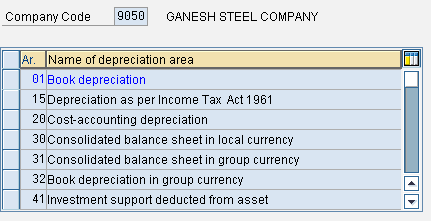 Company Code 9050 GANESH STEEL COMPANY
Ar. Name of depreciation area
01 Book depreciation
15 Depreciation as per Income Tax Act 1961
20 Cost-accounting depreciation
30 Consolidated balance sheet in local currency
31 Consolidated balance sheet in group currency
32 Book depreciation in group currency
41 Investment support deducted from asset